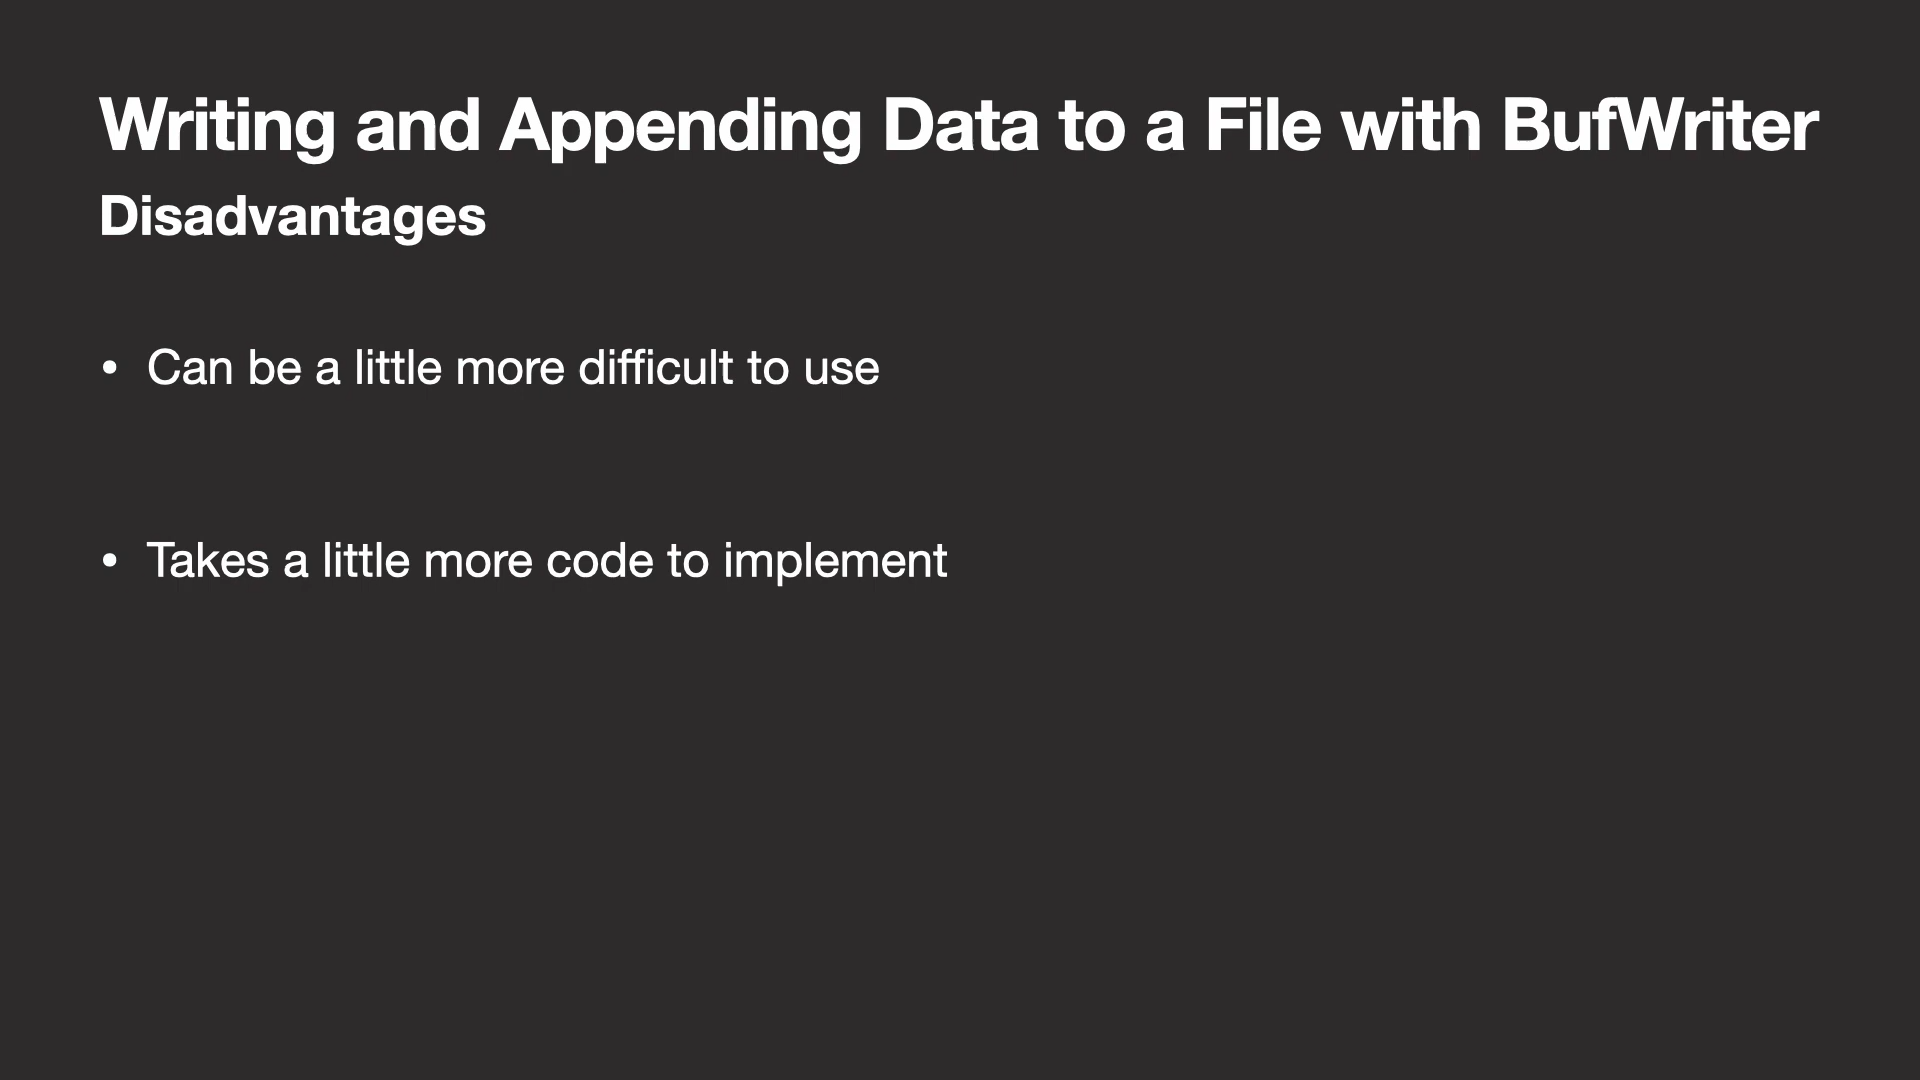 Writing and Appending Data to a File with BufWriter
Disadvantages
• Can be a little more difficult to use
• Takes a little more code to implement